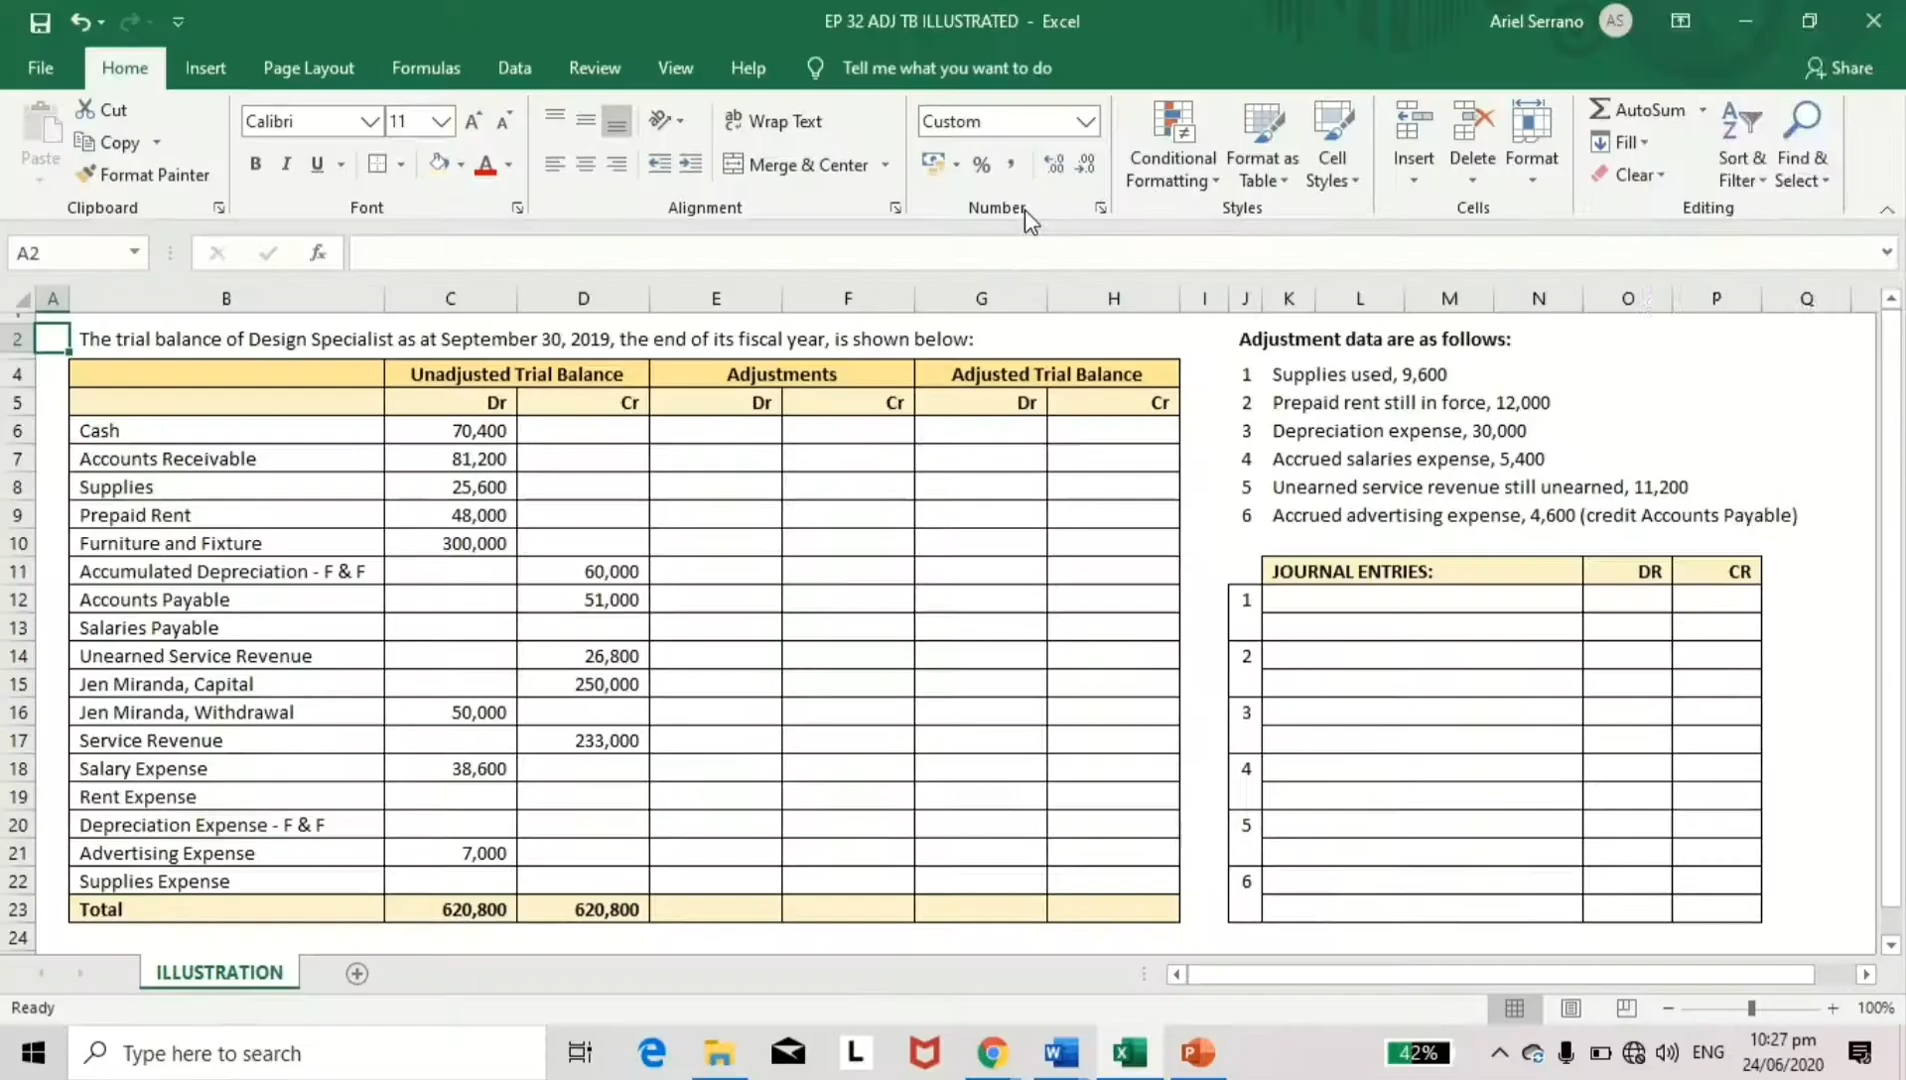 EP 32 ADJ TB ILLUSTRATED - Excel
Ariel Serrano AS
File Home Insert Page Layout Formulas Data Review View Help Tell me what you want to do Share
Paste Cut Copy Format Painter Clipboard
Calibri 11 B I U A Font
ab Wrap Text Merge & Center Alignment
Custom % , .00 Number
Conditional Formatting Format as Table Cell Styles Styles
Insert Delete Format Cells
AutoSum Fill Clear Sort & Filter Find & Select Editing
A2 fx
A B C D E F G H I J K L M N O P Q
2 The trial balance of Design Specialist as at September 30, 2019, the end of its fiscal year, is shown below: Adjustment data are as follows:
4 Unadjusted Trial Balance Adjustments Adjusted Trial Balance 1 Supplies used, 9,600
5 Dr Cr Dr Cr Dr Cr 2 Prepaid rent still in force, 12,000
6 Cash 70,400 3 Depreciation expense, 30,000
7 Accounts Receivable 81,200 4 Accrued salaries expense, 5,400
8 Supplies 25,600 5 Unearned service revenue still unearned, 11,200
9 Prepaid Rent 48,000 6 Accrued advertising expense, 4,600 (credit Accounts Payable)
10 Furniture and Fixture 300,000
11 Accumulated Depreciation - F & F 60,000 JOURNAL ENTRIES: DR CR
12 Accounts Payable 51,000 1
13 Salaries Payable
14 Unearned Service Revenue 26,800 2
15 Jen Miranda, Capital 250,000
16 Jen Miranda, Withdrawal 50,000 3
17 Service Revenue 233,000
18 Salary Expense 38,600 4
19 Rent Expense
20 Depreciation Expense - F & F 5
21 Advertising Expense 7,000
22 Supplies Expense 6
23 Total 620,800 620,800
24
ILLUSTRATION
Ready 100%
Type here to search 42% ENG 10:27 pm
24/06/2020